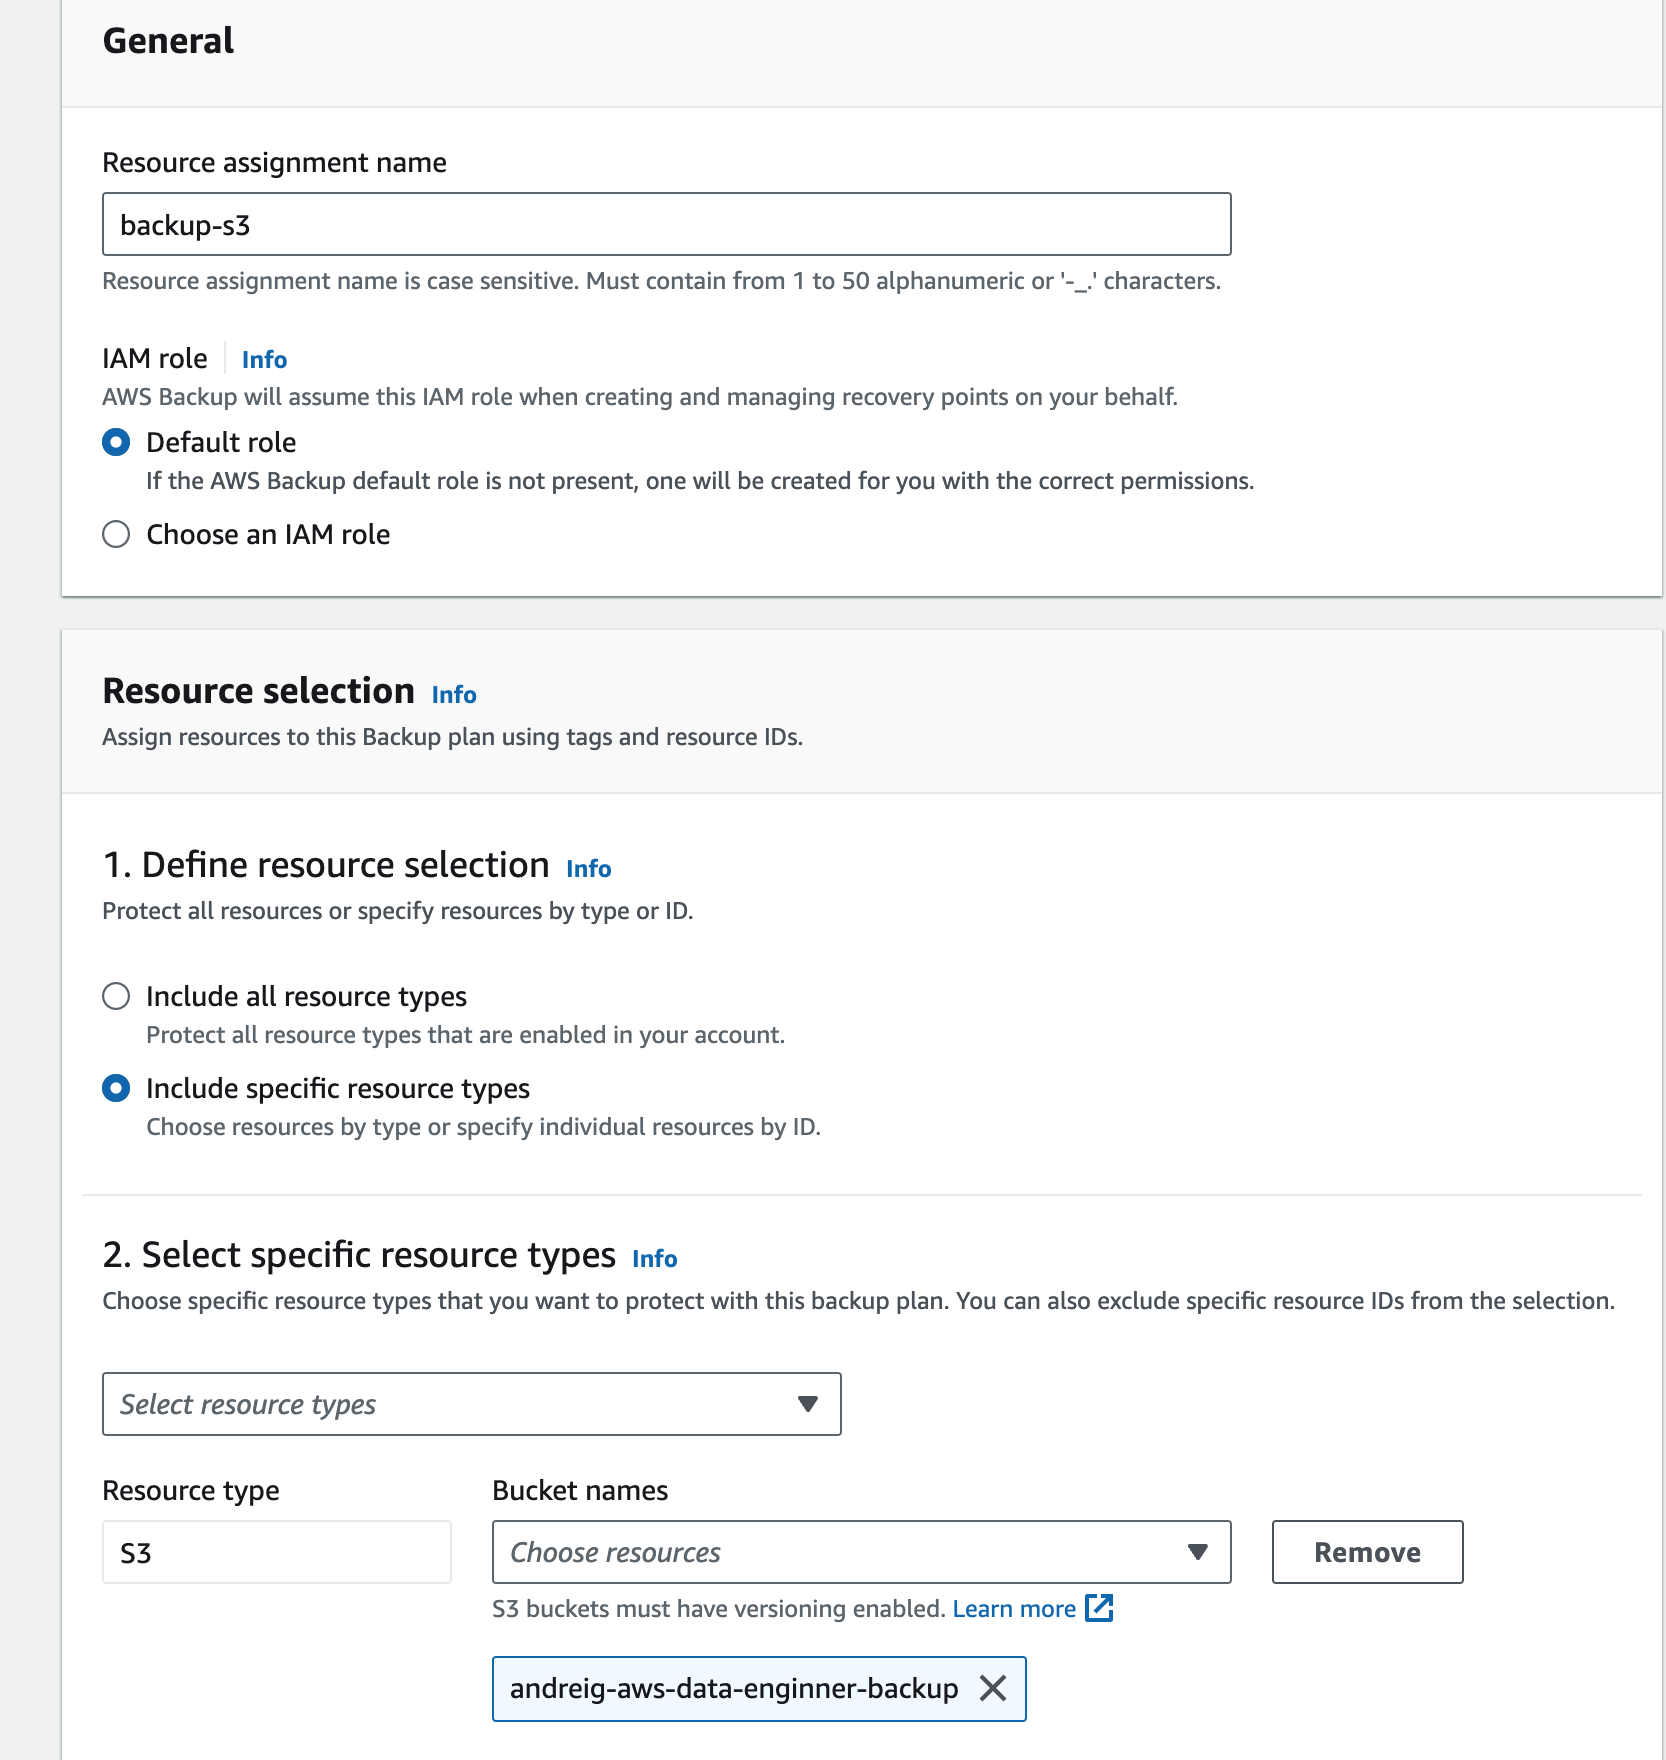 General
Resource assignment name
backup-s3
Resource assignment name is case sensitive. Must contain from 1 to 50 alphanumeric or '-_.' characters.
IAM role Info
AWS Backup will assume this IAM role when creating and managing recovery points on your behalf.
Default role
If the AWS Backup default role is not present, one will be created for you with the correct permissions.
Choose an IAM role
Resource selection Info
Assign resources to this Backup plan using tags and resource IDs.
1. Define resource selection Info
Protect all resources or specify resources by type or ID.
Include all resource types
Protect all resource types that are enabled in your account.
Include specific resource types
Choose resources by type or specify individual resources by ID.
2. Select specific resource types Info
Choose specific resource types that you want to protect with this backup plan. You can also exclude specific resource IDs from the selection.
Select resource types
Resource type Bucket names
S3 Choose resources Remove
S3 buckets must have versioning enabled. Learn more
andreig-aws-data-enginner-backup